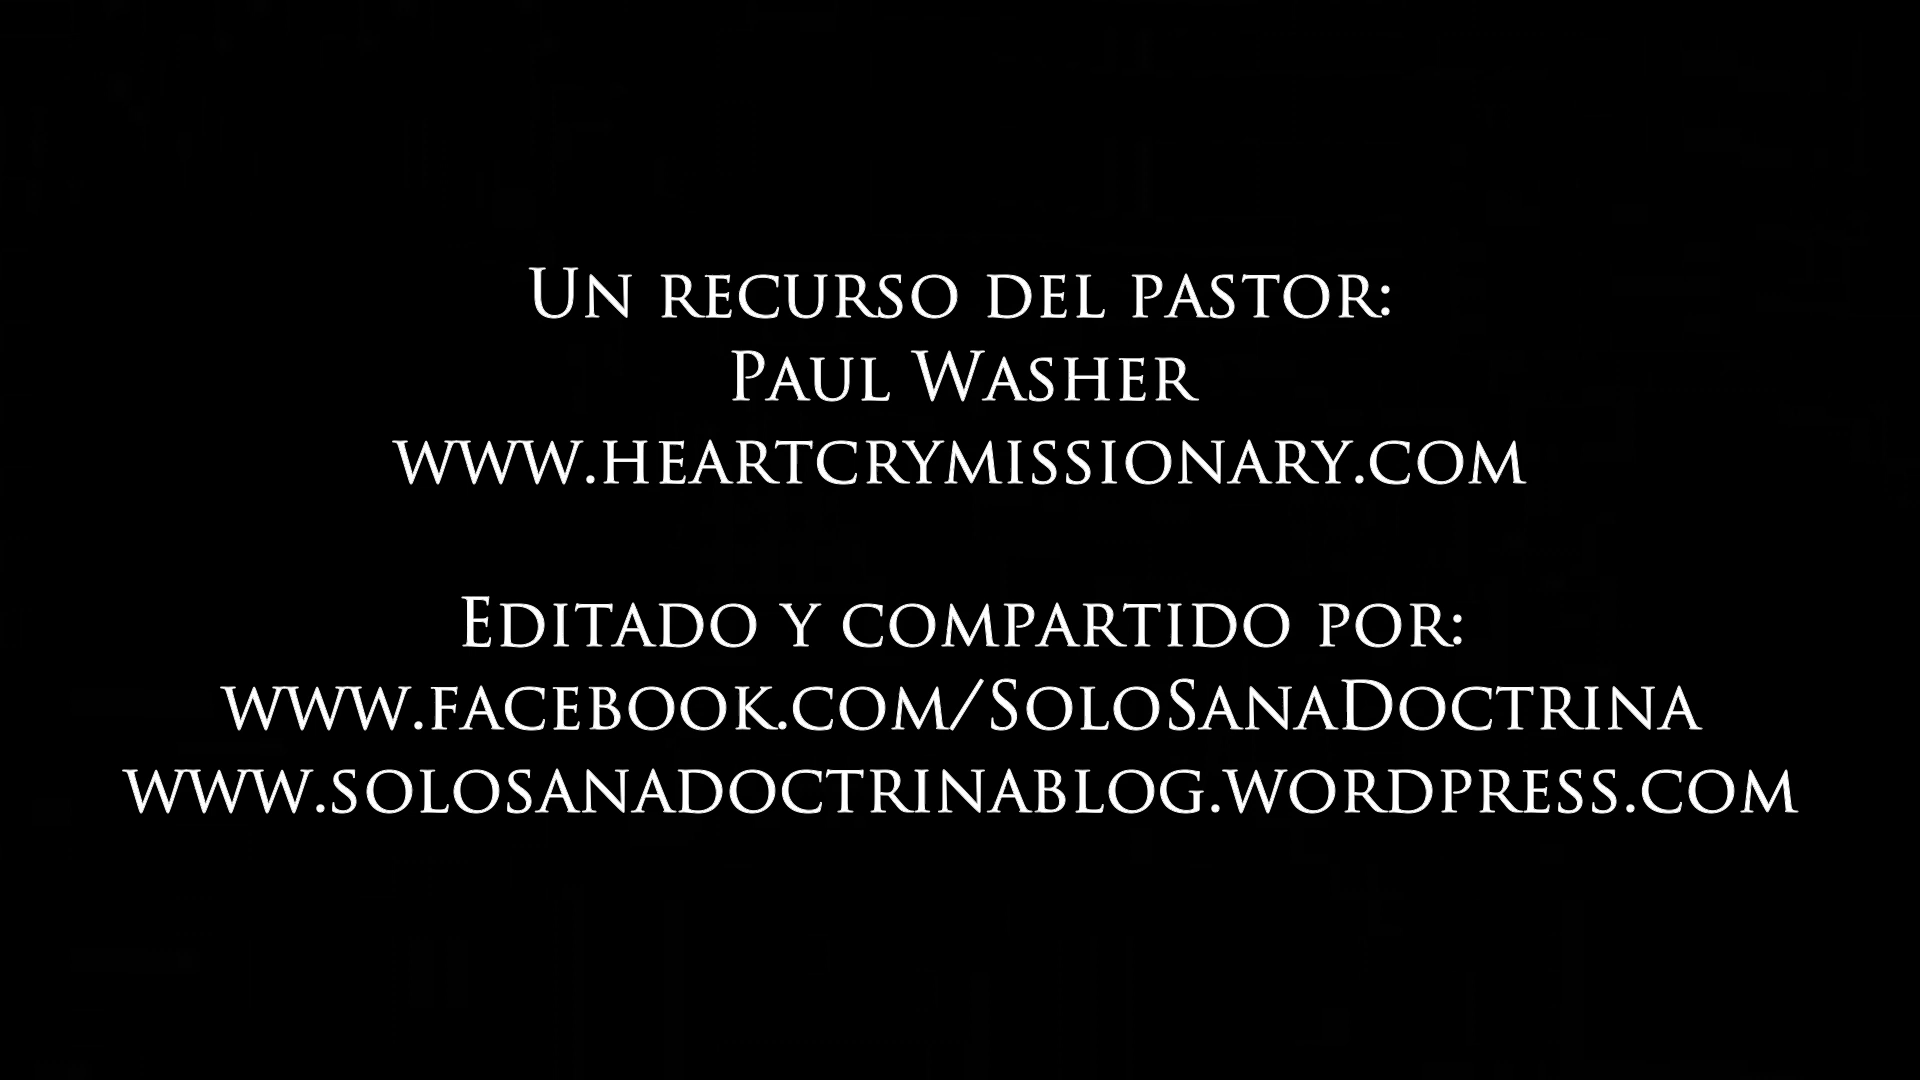 Un recurso del pastor:
Paul Washer
www.heartcrymissionary.com
Editado y compartido por:
www.facebook.com/SoloSanaDoctrina
www.solosanadoctrinablog.wordpress.com